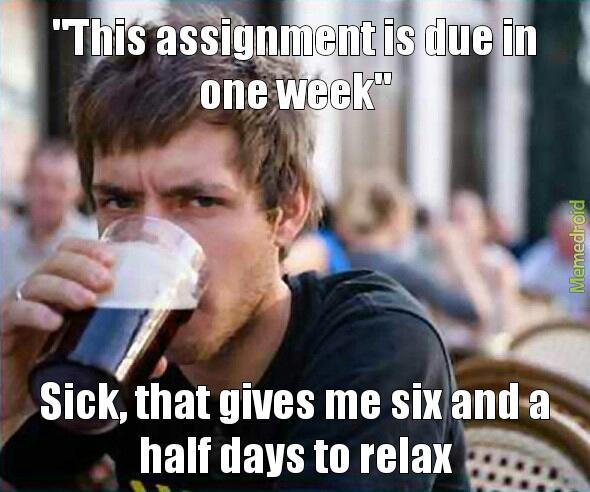 "This assignment is due in
one week"
Memedroid
Sick, that gives me six and a
half days to relax